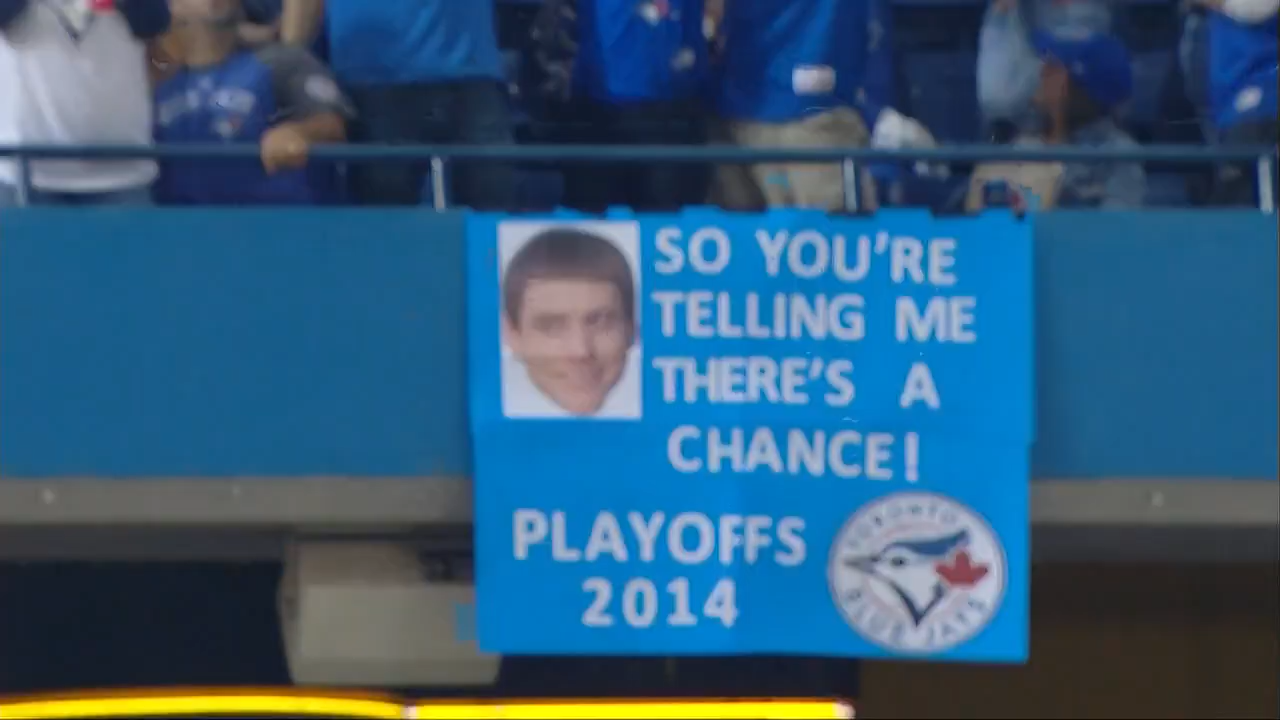 SO YOU'RE
TELLING ME
THERE'S A
CHANCE!
PLAYOFFS
2014
TORONTO
BLUE JAYS